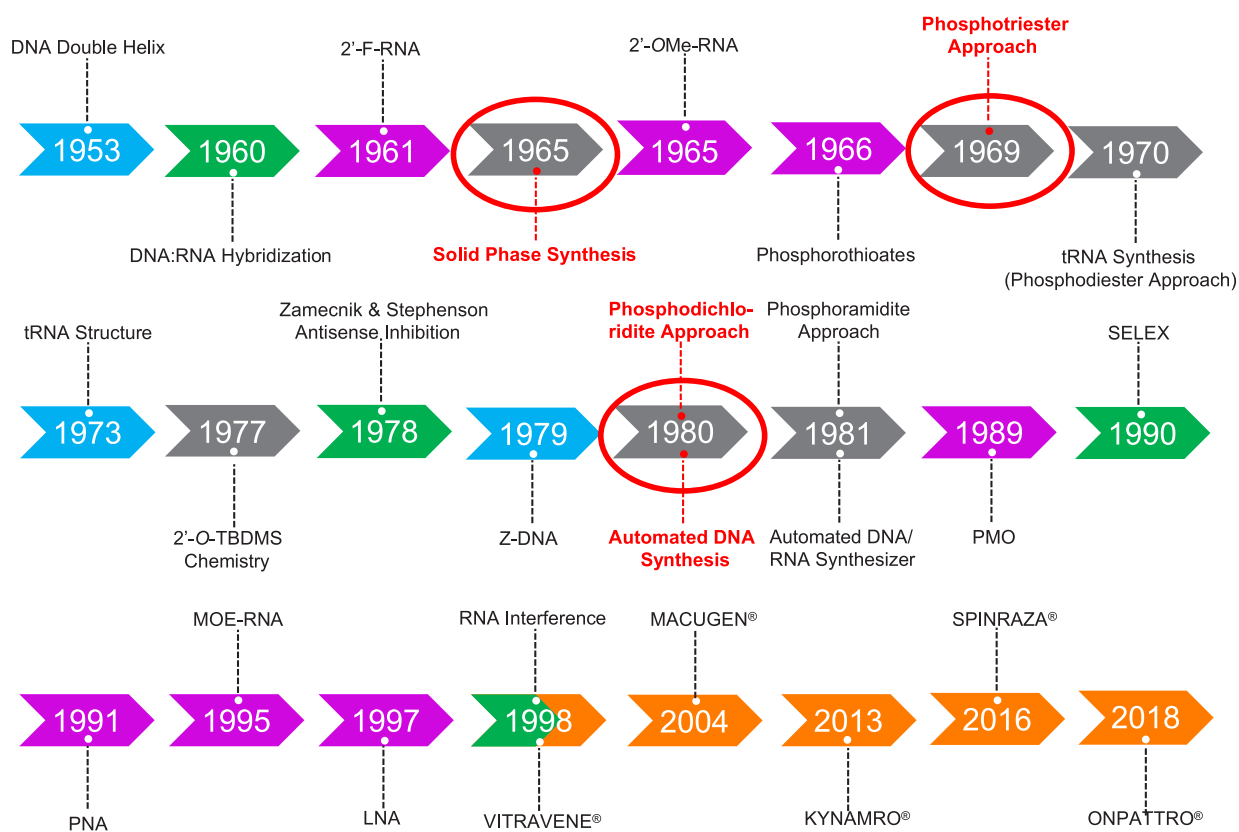 DNA Double Helix
2'-F-RNA
2'-OMe-RNA
Phosphotriester
Approach
1953
1960
1961
1965
1965
1966
1969
1970
DNA:RNA Hybridization
Solid Phase Synthesis
Phosphorothioates
tRNA Synthesis
(Phosphodiester Approach)
tRNA Structure
Zamecnik & Stephenson
Antisense Inhibition
Phosphodichlo-
ridite Approach
Phosphoramidite
Approach
SELEX
1973
1977
1978
1979
1980
1981
1989
1990
2'-O-TBDMS
Chemistry
Z-DNA
Automated DNA
Synthesis
Automated DNA/
RNA Synthesizer
PMO
MOE-RNA
RNA Interference
MACUGEN®
SPINRAZA®
1991
1995
1997
1998
2004
2013
2016
2018
PNA
LNA
VITRAVENE®
KYNAMRO®
ONPATTRO®